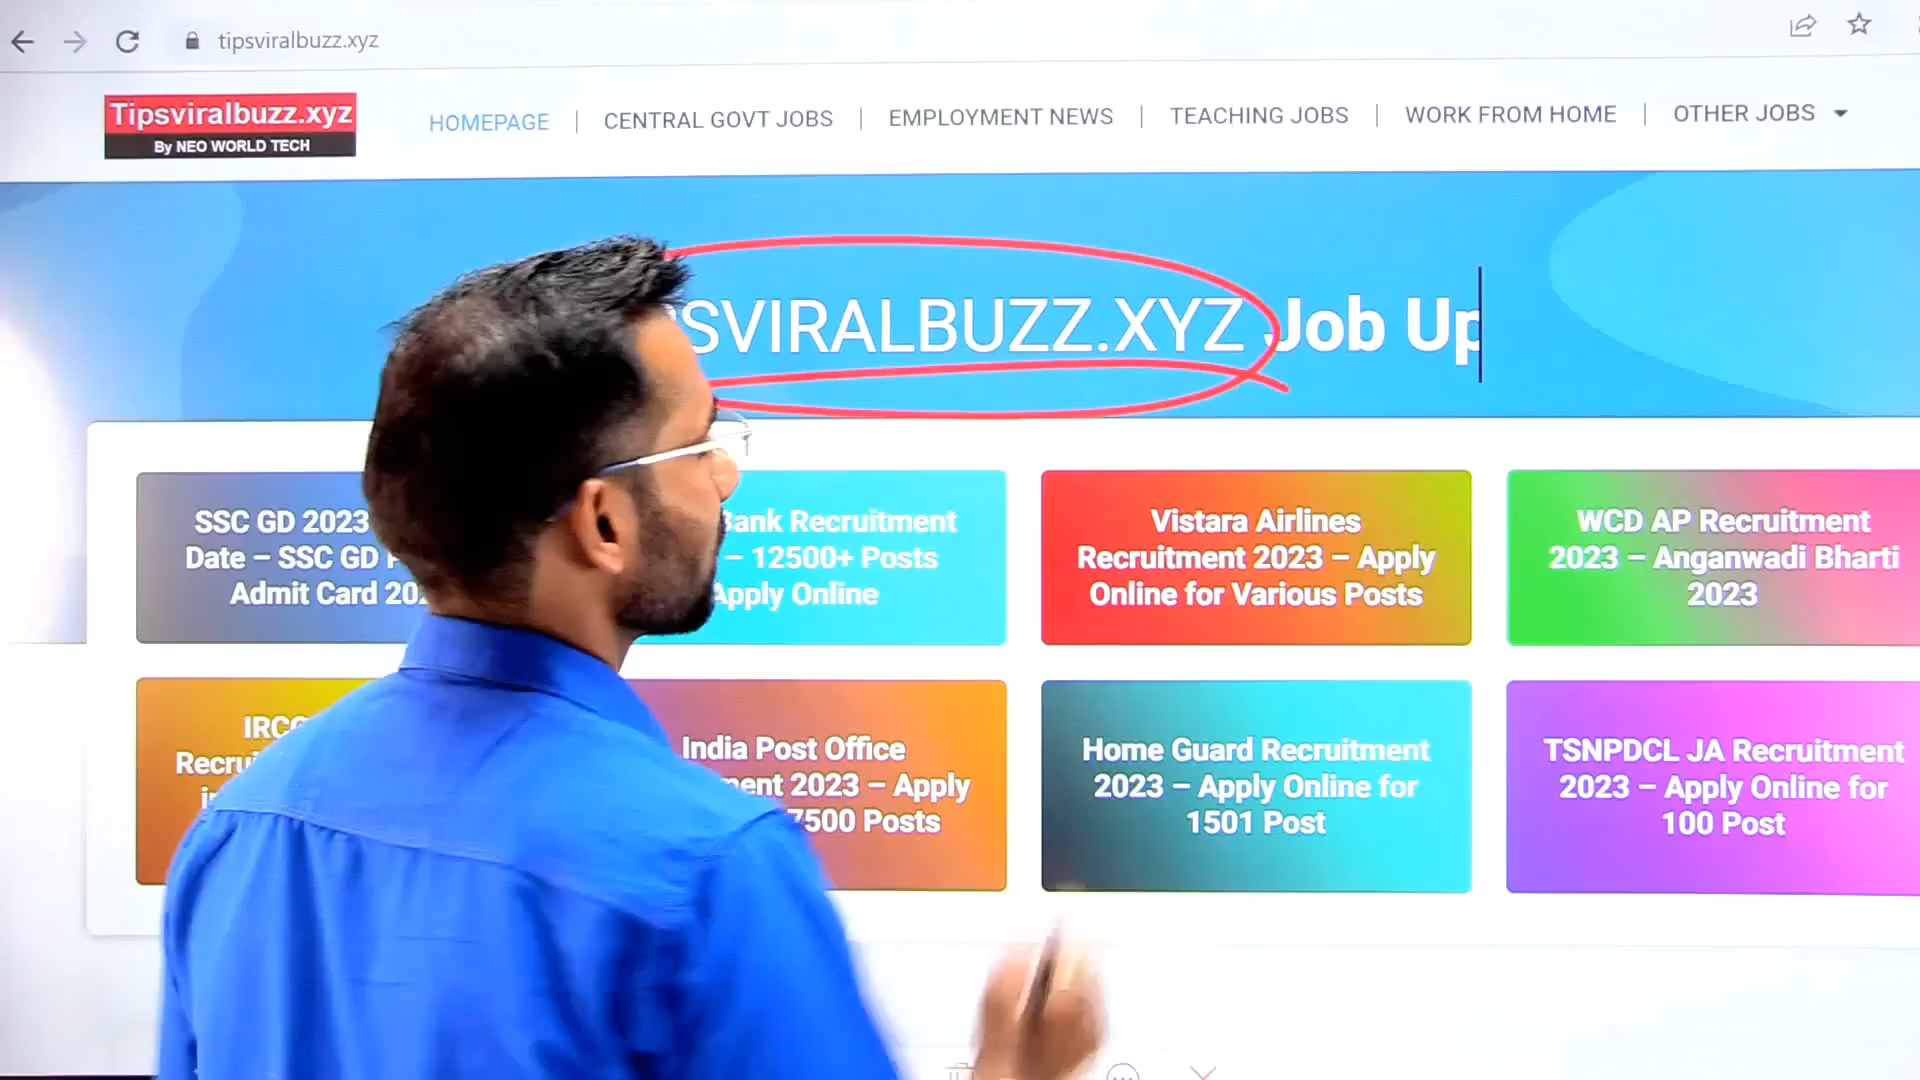 tipsviralbuzz.xyz
Tipsviralbuzz.xyz
By NEO WORLD TECH
HOMEPAGE | CENTRAL GOVT JOBS | EMPLOYMENT NEWS | TEACHING JOBS | WORK FROM HOME | OTHER JOBS
SVIRALBUZZ.XYZ Job Up
SSC GD 2023
Date – SSC GD
Admit Card
Bank Recruitment
– 12500+ Posts
Apply Online
Vistara Airlines
Recruitment 2023 – Apply
Online for Various Posts
WCD AP Recruitment
2023 – Anganwadi Bharti
2023
India Post Office
2023 – Apply
7500 Posts
Home Guard Recruitment
2023 – Apply Online for
1501 Post
TSNPDCL JA Recruitment
2023 – Apply Online for
100 Post